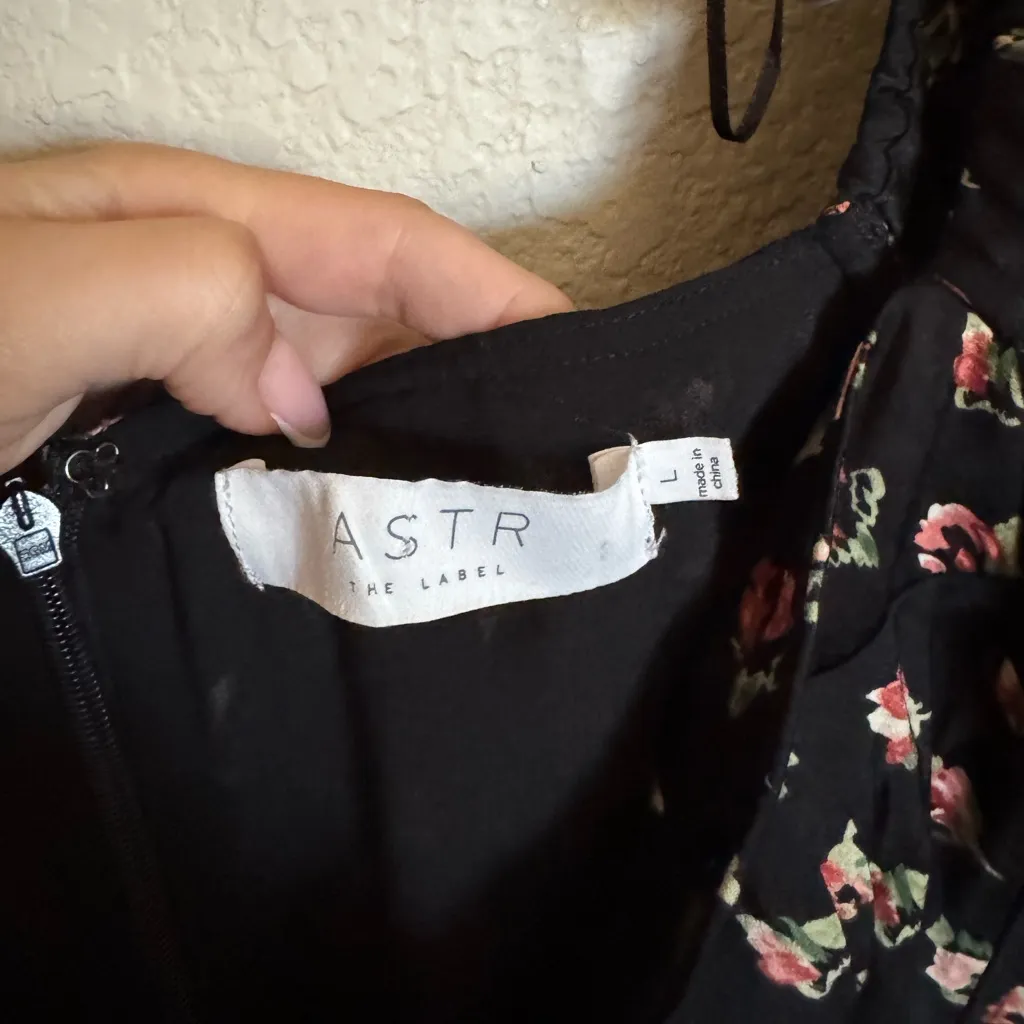 ASTR
THE LABEL
L
made in
china